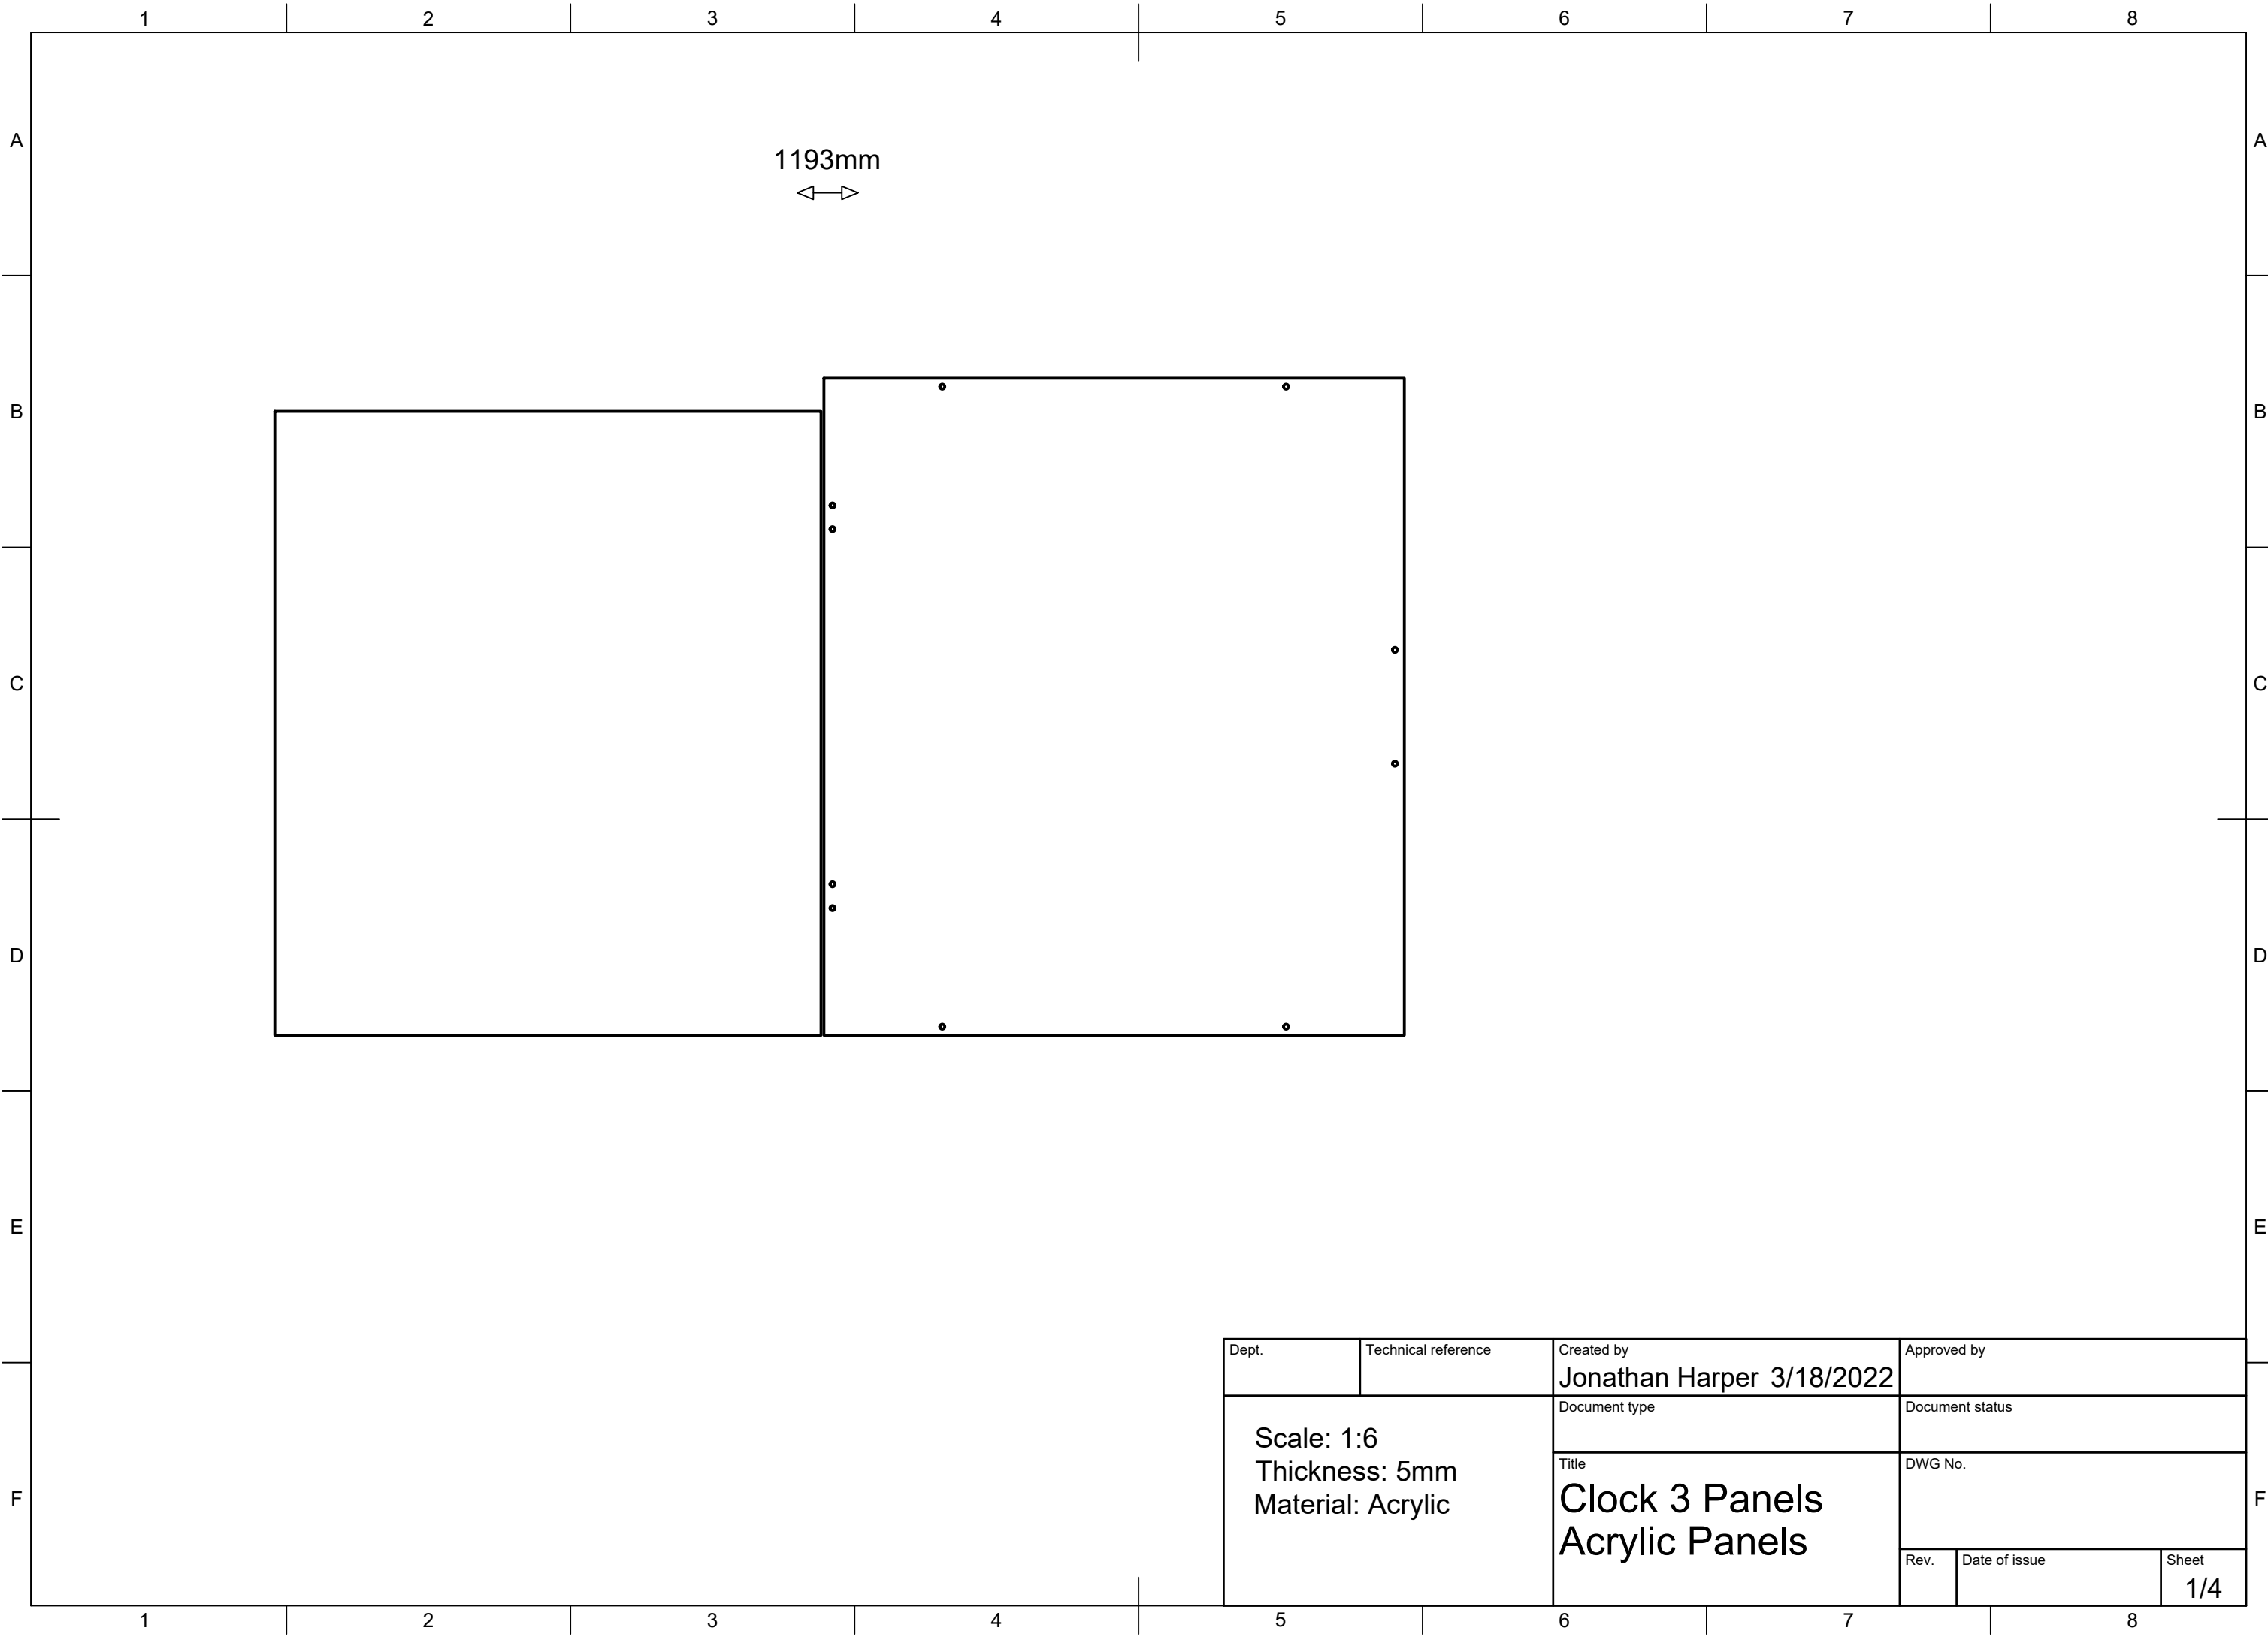 1 2 3 4 5 6 7 8
A A
1193mm
B B
C C
D D
E E
Dept. Technical reference Created by Approved by
Jonathan Harper 3/18/2022
Document type Document status
Scale: 1:6
Thickness: 5mm
Material: Acrylic
Title DWG No.
Clock 3 Panels
Acrylic Panels
F F
Rev. Date of issue Sheet
1/4
1 2 3 4 5 6 7 8